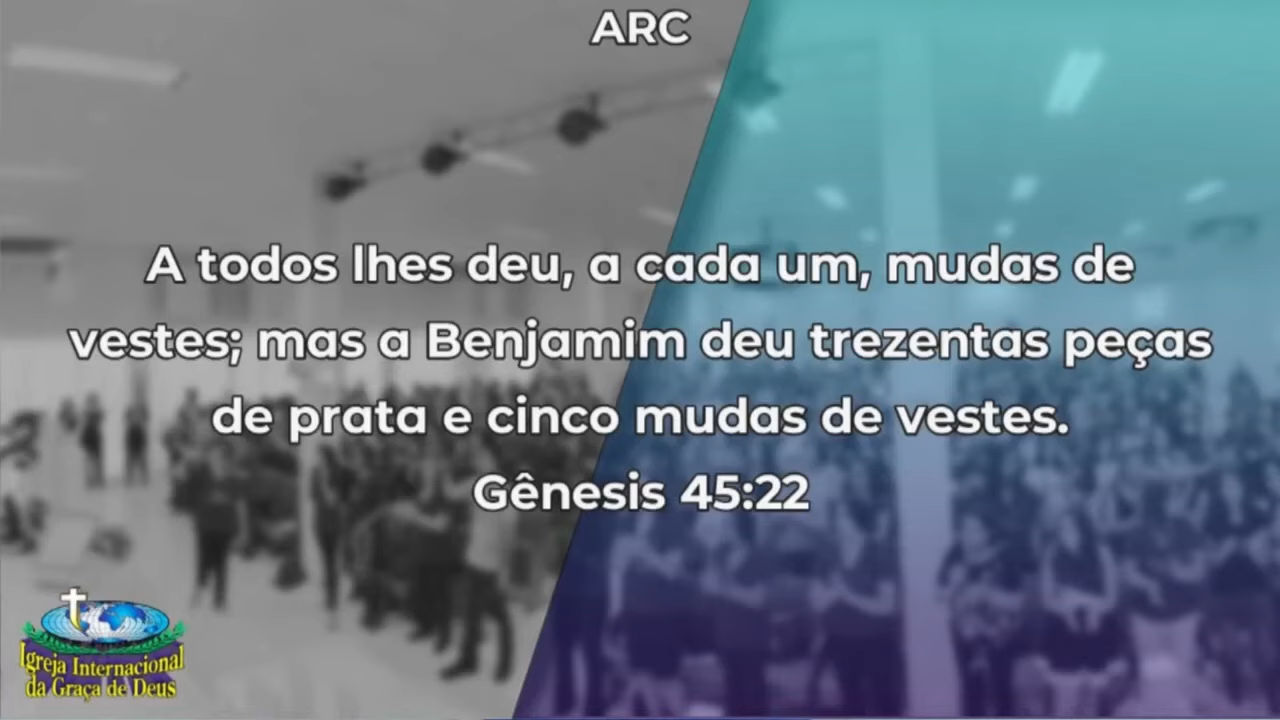 ARC
A todos lhes deu, a cada um, mudas de
vestes; mas a Benjamim deu trezentas peças
de prata e cinco mudas de vestes.
Gênesis 45:22
Igreja Internacional
da Graça de Deus